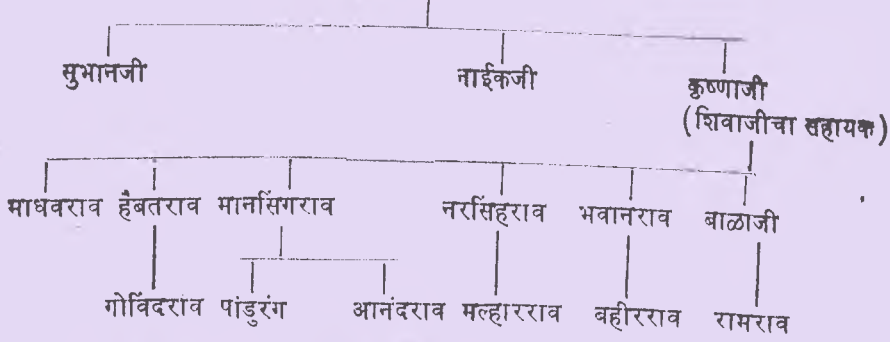 सुभानजी नाईकजी कृष्णाजी
(शिवाजीचा सहायक)
माधवराव हैबतराव मानसिंगराव नरसिंहराव भवानराव बाळाजी
गोविंदराव पांडुरंग आनंदराव मल्हारराव बहीरराव रामराव